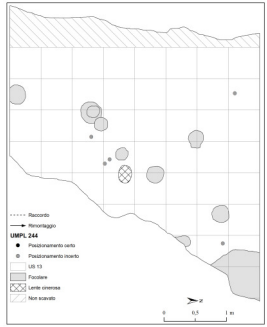 Raccordo
Rimontaggio
UMPL 244
Posizionamento certo
Posizionamento incerto
US 13
Focolare
Lente cinerosa
Non scavato
z
0 0,5 1 m